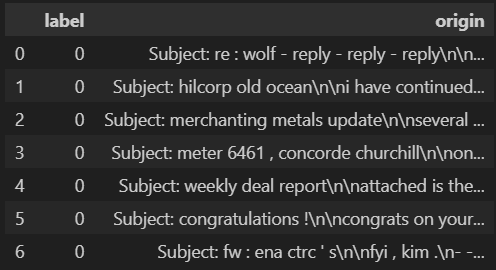 label origin
0 0 Subject: re : wolf - reply - reply - reply\n\n...
1 0 Subject: hilcorp old ocean\n\ni have continued...
2 0 Subject: merchanting metals update\n\nseveral ...
3 0 Subject: meter 6461 , concorde churchill\n\non...
4 0 Subject: weekly deal report\n\nattached is the...
5 0 Subject: congratulations !\n\ncongrats on your...
6 0 Subject: fw : ena ctrc ' s\n\nfyi , kim .\n- -...